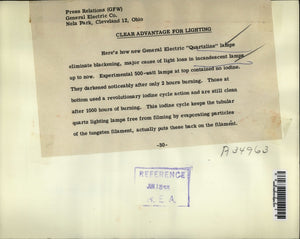 Press Relations (GFW)
General Electric Co.
Nela Park, Cleveland 12, Ohio
CLEAR ADVANTAGE FOR LIGHTING
Here's how new General Electric "Quartzline" lamps
eliminate blackening, major cause of light loss in incandescent lamps
up to now. Experimental 500-watt lamps at top contained no iodine.
They darkened noticeably after only 2 hours burning. Those at
bottom used a revolutionary iodine cycle action and are still clean
after 1000 hours of burning. This iodine cycle keeps the tubular
quartz lighting lamps free from filming by evaporating particles
of the tungsten filament, actually puts these back on the filament.
-30-
A34963
REFERENCE
JUN
N. E. A.